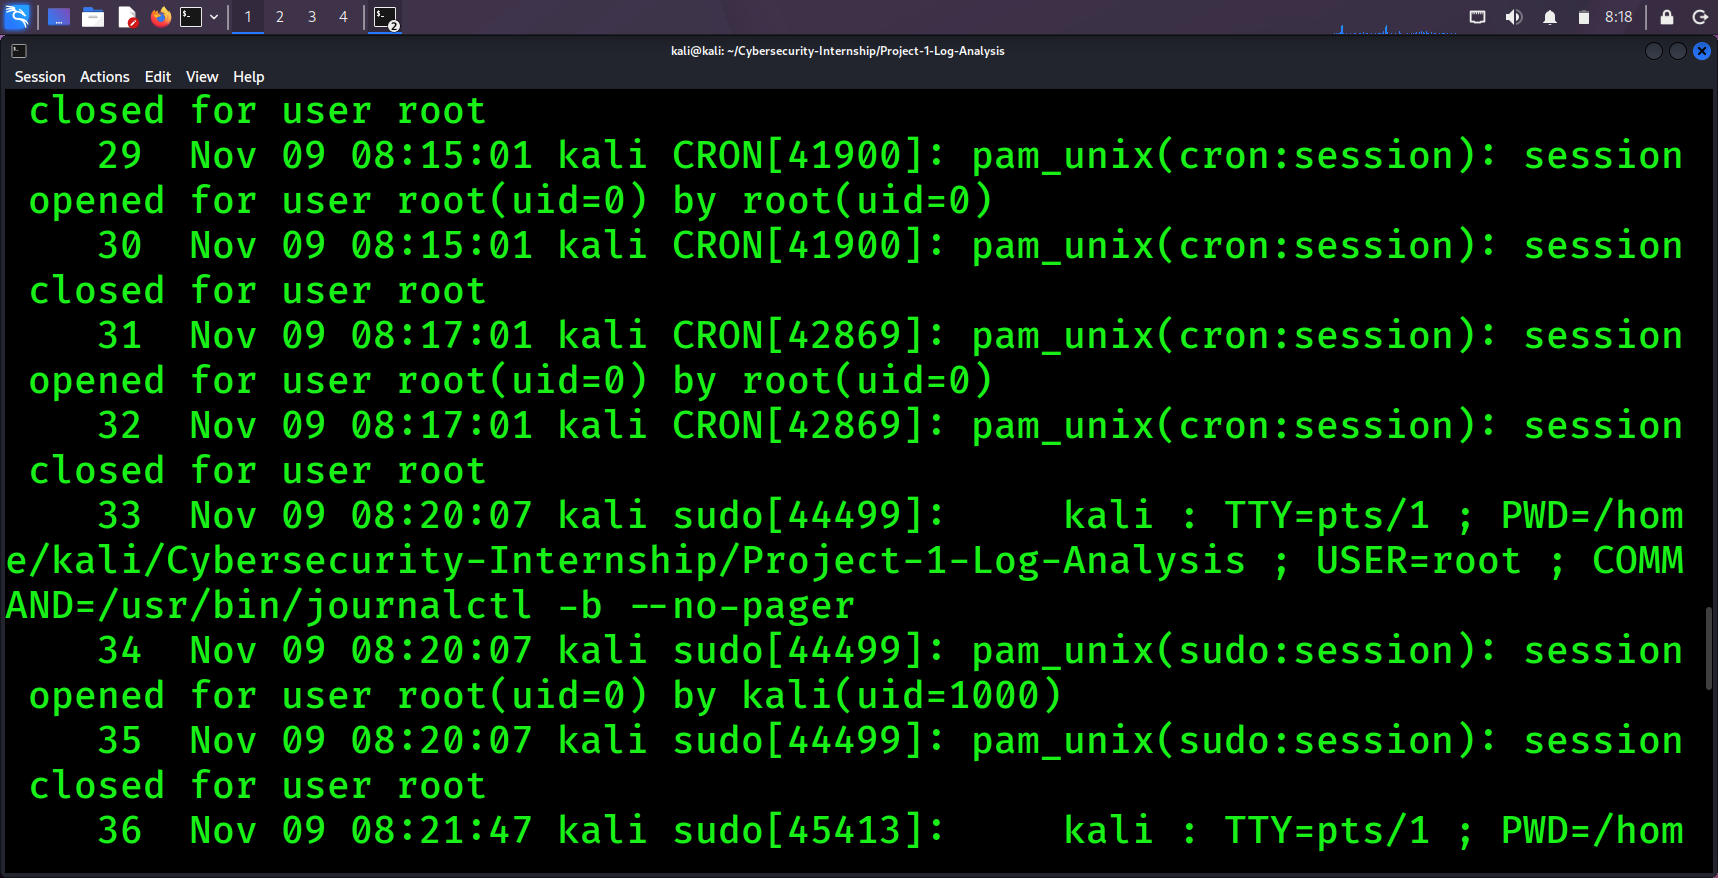 1 2 3 4 2 8:18
kali@kali: ~/Cybersecurity-Internship/Project-1-Log-Analysis
Session Actions Edit View Help
closed for user root
29 Nov 09 08:15:01 kali CRON[41900]: pam_unix(cron:session): session
opened for user root(uid=0) by root(uid=0)
30 Nov 09 08:15:01 kali CRON[41900]: pam_unix(cron:session): session
closed for user root
31 Nov 09 08:17:01 kali CRON[42869]: pam_unix(cron:session): session
opened for user root(uid=0) by root(uid=0)
32 Nov 09 08:17:01 kali CRON[42869]: pam_unix(cron:session): session
closed for user root
33 Nov 09 08:20:07 kali sudo[44499]: kali : TTY=pts/1 ; PWD=/hom
e/kali/Cybersecurity-Internship/Project-1-Log-Analysis ; USER=root ; COMM
AND=/usr/bin/journalctl -b --no-pager
34 Nov 09 08:20:07 kali sudo[44499]: pam_unix(sudo:session): session
opened for user root(uid=0) by kali(uid=1000)
35 Nov 09 08:20:07 kali sudo[44499]: pam_unix(sudo:session): session
closed for user root
36 Nov 09 08:21:47 kali sudo[45413]: kali : TTY=pts/1 ; PWD=/hom